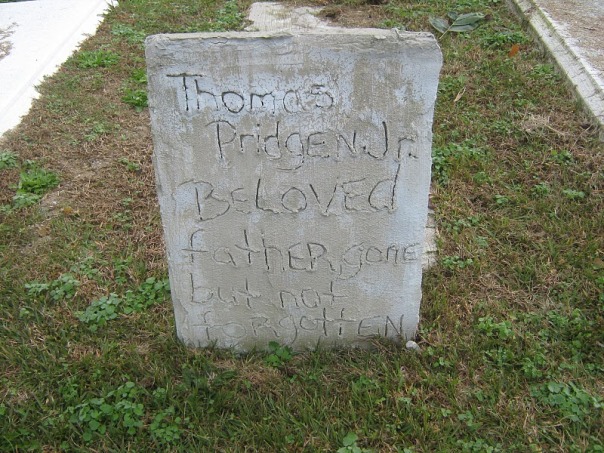 Thomas
PridgEN Jr.
BELOVEd
fatHER gone
but not
forgottEN